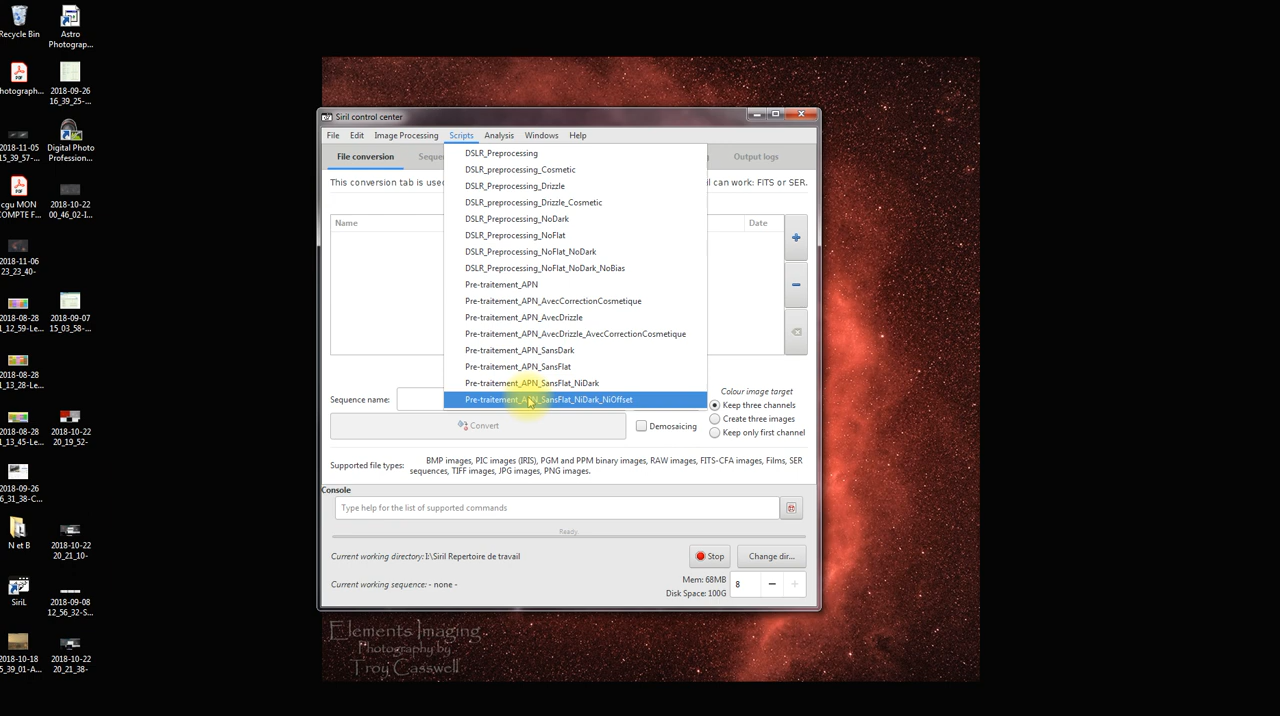 Recycle Bin
Astro
Photograp...
hotograph...
2018-09-26
16_39_25-...
2018-11-05
15_39_57-...
Digital Photo
Profession...
cgu MON
COMPTE F...
2018-10-22
00_46_02-I...
2018-11-06
23_23_40-
2018-08-28
1_12_59-Le...
2018-09-07
15_03_58-...
2018-08-28
1_13_28-Le...
2018-08-28
1_13_45-Lect...
2018-10-22
20_19_52-
2018-09-26
6_31_38-C...
N et B
2018-10-22
20_21_10-
SiriL
2018-09-08
12_56_32-S...
2018-10-18
5_39_01-A...
2018-10-22
20_21_38-
Siril control center
File Edit Image Processing Scripts Analysis Windows Help
File conversion Seque
g Output logs
This conversion tab is used
il can work: FITS or SER.
Name
Date
DSLR_Preprocessing
DSLR_preprocessing_Cosmetic
DSLR_preprocessing_Drizzle
DSLR_preprocessing_Drizzle_Cosmetic
DSLR_Preprocessing_NoDark
DSLR_Preprocessing_NoFlat
DSLR_Preprocessing_NoFlat_NoDark
DSLR_Preprocessing_NoFlat_NoDark_NoBias
Pre-traitement_APN
Pre-traitement_APN_AvecCorrectionCosmetique
Pre-traitement_APN_AvecDrizzle
Pre-traitement_APN_AvecDrizzle_AvecCorrectionCosmetique
Pre-traitement_APN_SansDark
Pre-traitement_APN_SansFlat
Pre-traitement_APN_SansFlat_NiDark
Pre-traitement_APN_SansFlat_NiDark_NiOffset
Sequence name:
Colour image target
Keep three channels
Create three images
Keep only first channel
Convert
Demosaicing
Supported file types:
BMP images, PIC images (IRIS), PGM and PPM binary images, RAW images, FITS-CFA images, Films, SER
sequences, TIFF images, JPG images, PNG images.
Console
Type help for the list of supported commands
Ready.
Current working directory: I:\Siril Repertoire de travail
Stop
Change dir...
Current working sequence: - none -
Mem: 68MB
Disk Space: 100G
8
Elements Imaging
Photography by
Troy Casswell